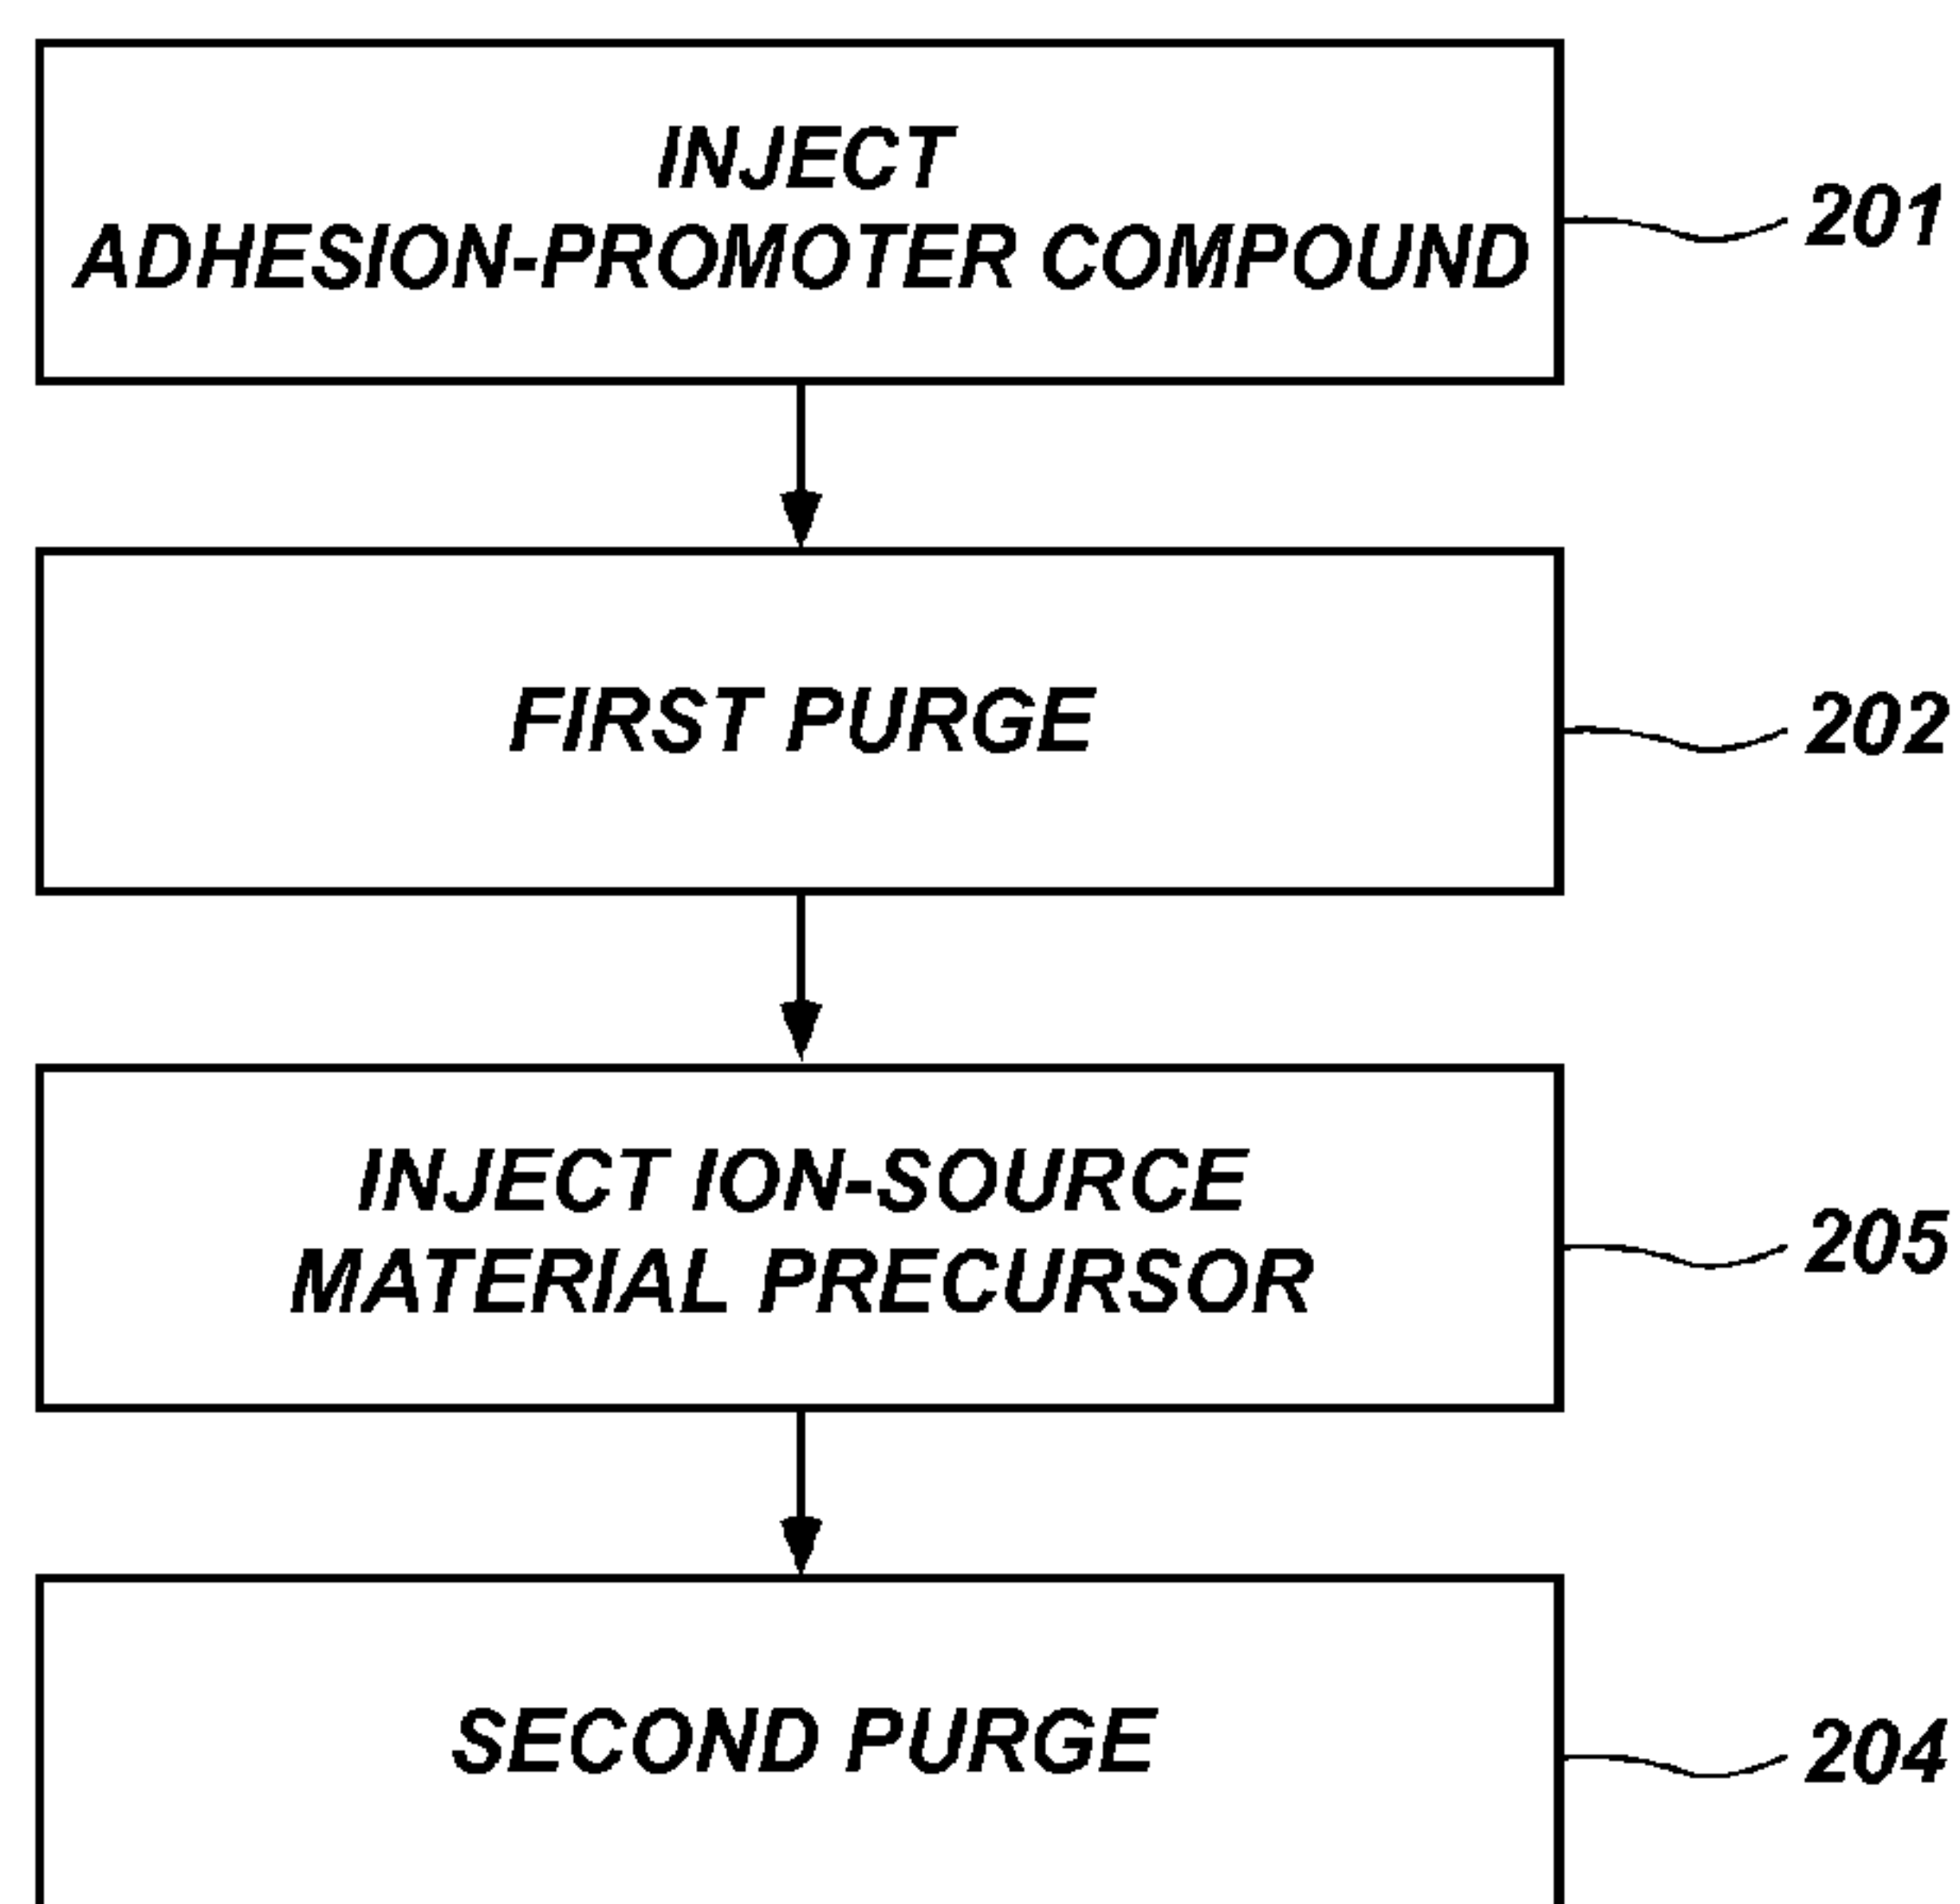 INJECT
ADHESION-PROMOTER COMPOUND
201
FIRST PURGE
202
INJECT ION-SOURCE
MATERIAL PRECURSOR
205
SECOND PURGE
204